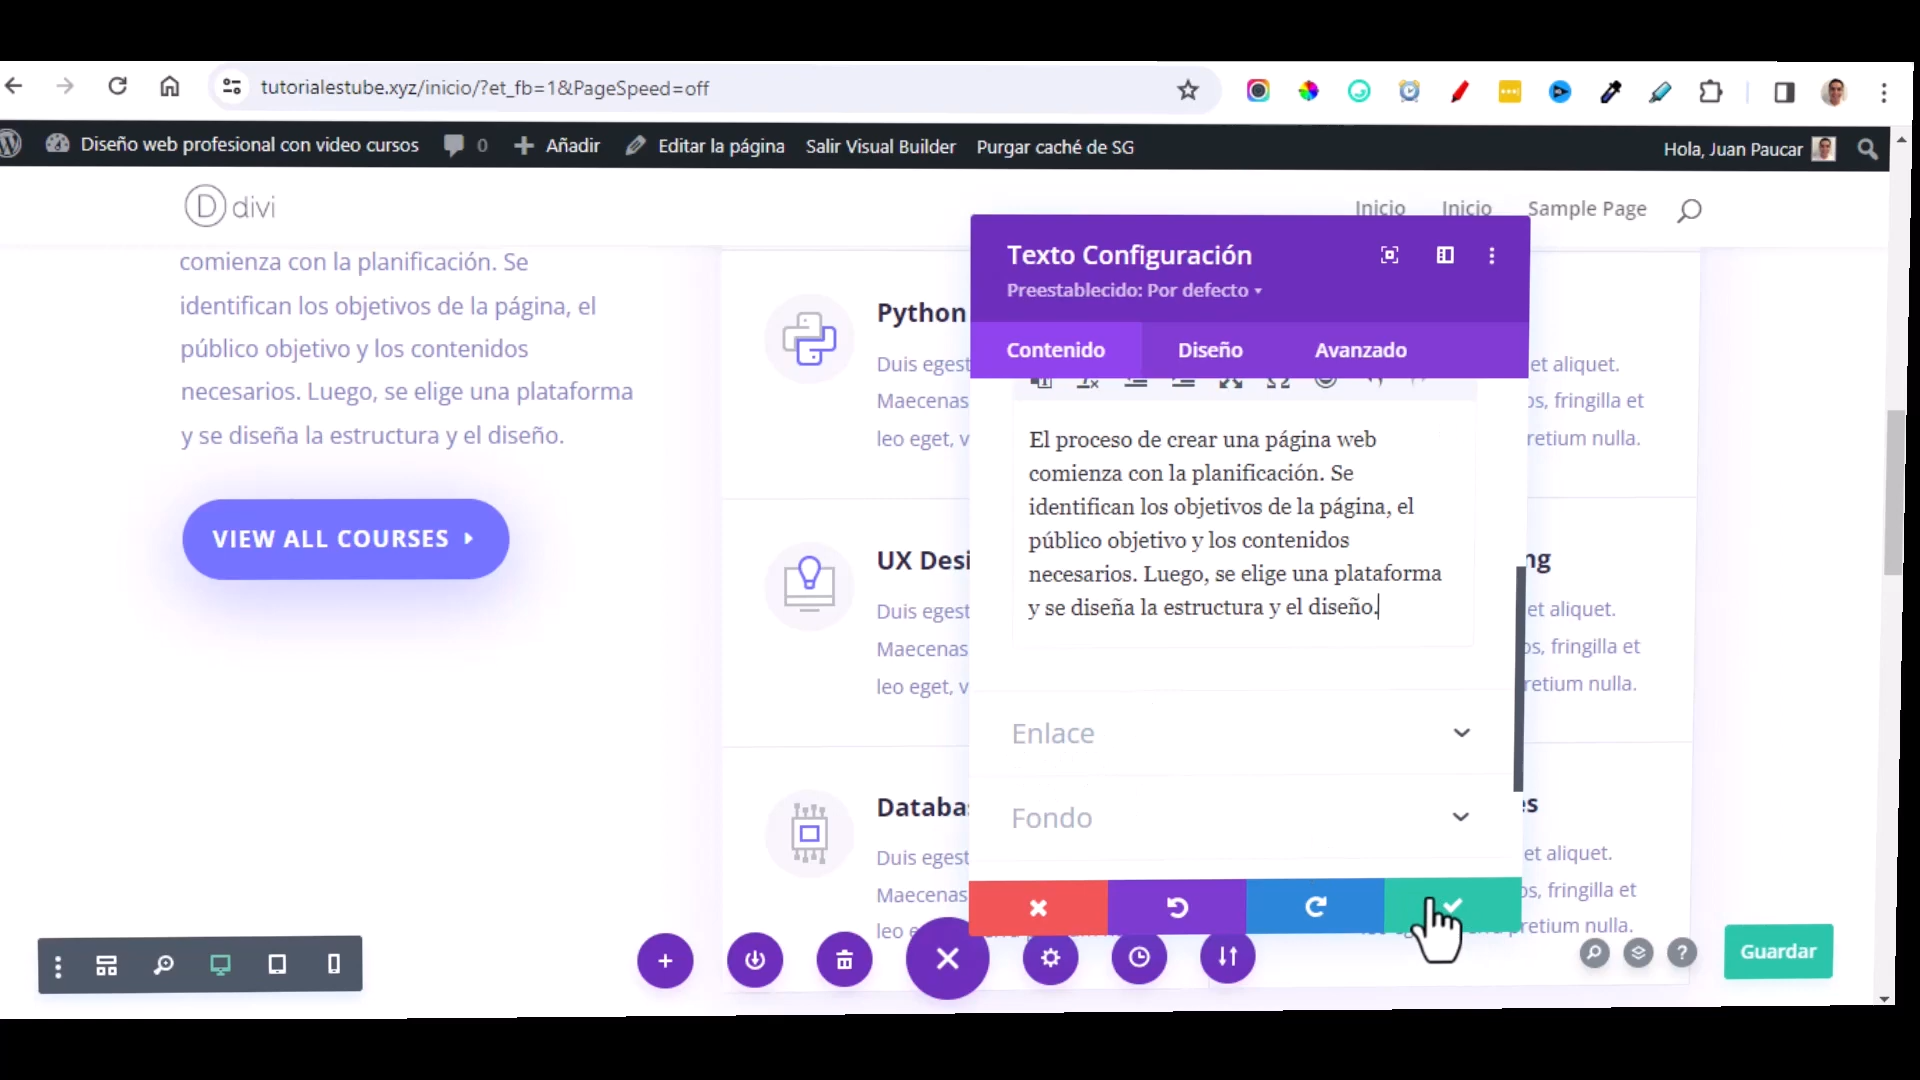 tutorialestube.xyz/inicio/?et_fb=1&PageSpeed=off
Diseño web profesional con video cursos 0 Añadir Editar la página Salir Visual Builder Purgar caché de SG Hola, Juan Paucar
divi
Inicio Inicio Sample Page
comienza con la planificación. Se
identifican los objetivos de la página, el
público objetivo y los contenidos
necesarios. Luego, se elige una plataforma
y se diseña la estructura y el diseño.
VIEW ALL COURSES
Python
Duis egest
Maecenas
leo eget, v
UX Desi
Duis egest
Maecenas
leo eget, v
Databa
Duis egest
Maecenas
leo e
Texto Configuración
Preestablecido: Por defecto
Contenido Diseño Avanzado
El proceso de crear una página web
comienza con la planificación. Se
identifican los objetivos de la página, el
público objetivo y los contenidos
necesarios. Luego, se elige una plataforma
y se diseña la estructura y el diseño.
Enlace
Fondo
et aliquet.
os, fringilla et
retium nulla.
ng
et aliquet.
os, fringilla et
retium nulla.
es
et aliquet.
os, fringilla et
pretium nulla.
Guardar